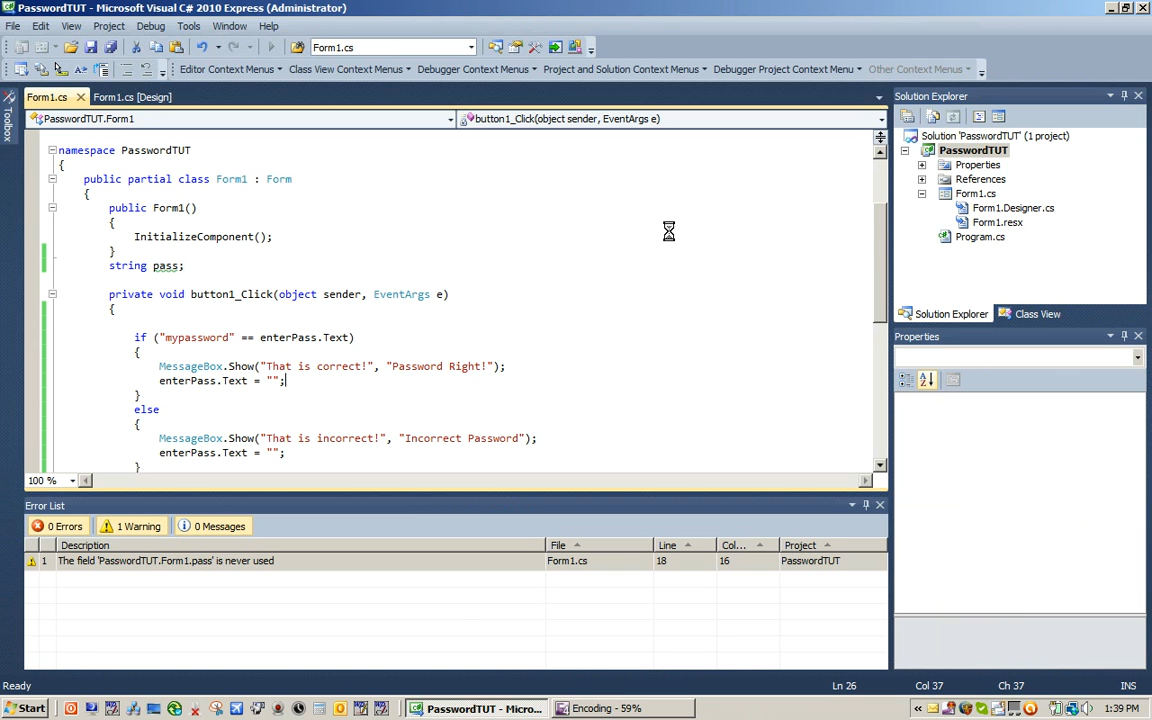 PasswordTUT - Microsoft Visual C# 2010 Express (Administrator)
File Edit View Project Debug Tools Window Help
Form1.cs
Editor Context Menus Class View Context Menus Debugger Context Menus Project and Solution Context Menus Debugger Project Menu Other Context Menus
Form1.cs Form1.cs [Design]
PasswordTUT.Form1 button1_Click(object sender, EventArgs e)
Toolbox
namespace PasswordTUT
{
public partial class Form1 : Form
{
public Form1()
{
InitializeComponent();
}
string pass;
private void button1_Click(object sender, EventArgs e)
{
if ("mypassword" == enterPass.Text)
{
MessageBox.Show("That is correct!", "Password Right!");
enterPass.Text = "";
}
else
{
MessageBox.Show("That is incorrect!", "Incorrect Password");
enterPass.Text = "";
}
100 %
Solution Explorer
Solution 'PasswordTUT' (1 project)
PasswordTUT
Properties
References
Form1.cs
Form1.Designer.cs
Form1.resx
Program.cs
Solution Explorer Class View
Properties
Error List
0 Errors 1 Warning 0 Messages
Description File Line Col... Project
1 The field 'PasswordTUT.Form1.pass' is never used Form1.cs 18 16 PasswordTUT
Ready Ln 26 Col 37 Ch 37 INS
Start PasswordTUT - Micros... Encoding - 59% 1:39 PM